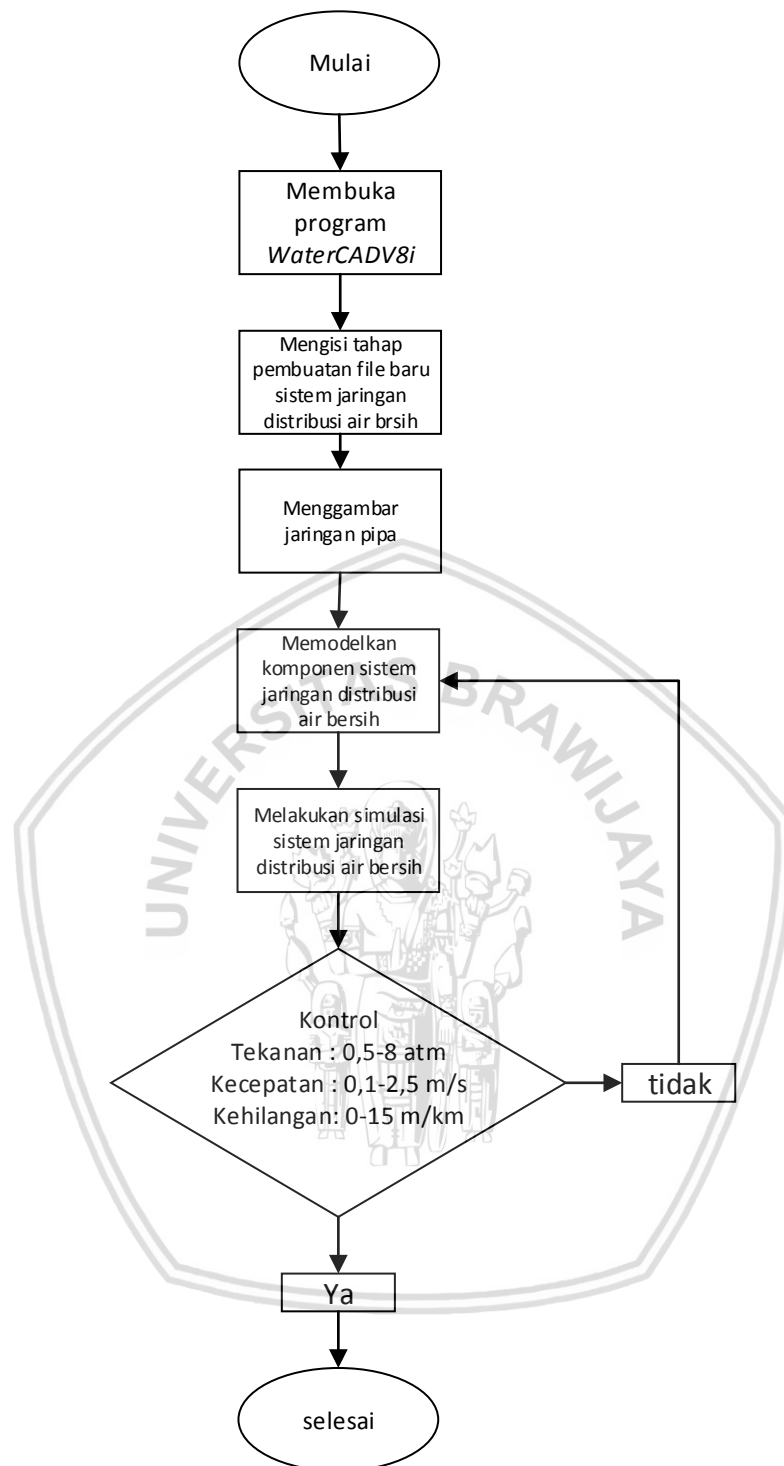 Mulai
Membuka
program
WaterCADV8i
Mengisi tahap
pembuatan file baru
sistem jaringan
distribusi air brsih
Menggambar
jaringan pipa
Memodelkan
komponen sistem
jaringan distribusi
air bersih
UNIVERSITAS BRAWIJAYA
Melakukan simulasi
sistem jaringan
distribusi air bersih
Kontrol
Tekanan : 0,5-8 atm
Kecepatan : 0,1-2,5 m/s
Kehilangan: 0-15 m/km
tidak
Ya
selesai